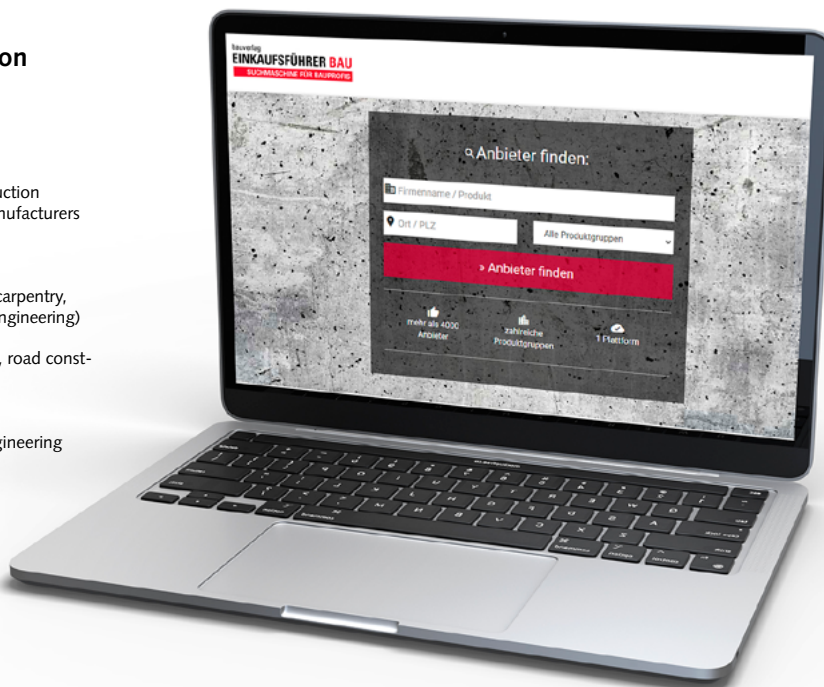 on
uction
nufacturers
carpentry,
ngineering)
, road const-
gineering
bauverlag
EINKAUFSFÜHRER BAU
SUCHMASCHINE FÜR BAUPROFIS
Anbieter finden:
Firmenname / Produkt
Ort / PLZ
Alle Produktgruppen
» Anbieter finden
mehr als 4000
Anbieter
zahlreiche
Produktgruppen
1 Plattform